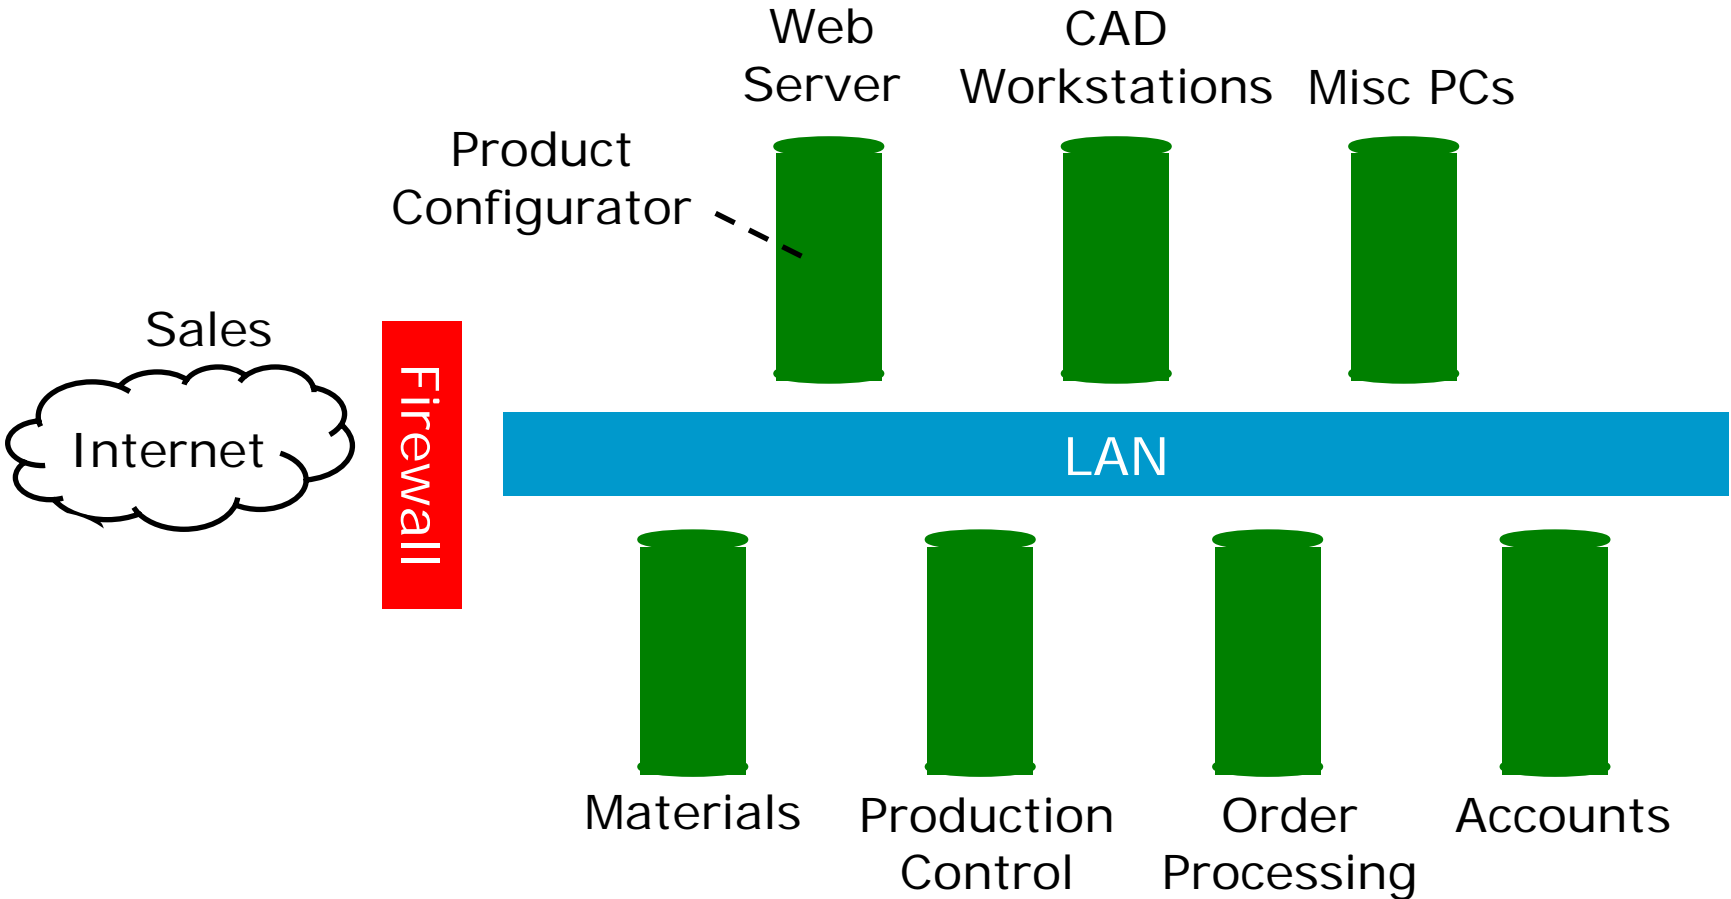 Web
Server
CAD
Workstations
Misc PCs
Product
Configurator
Sales
Internet
Firewall
LAN
Materials
Production
Control
Order
Processing
Accounts